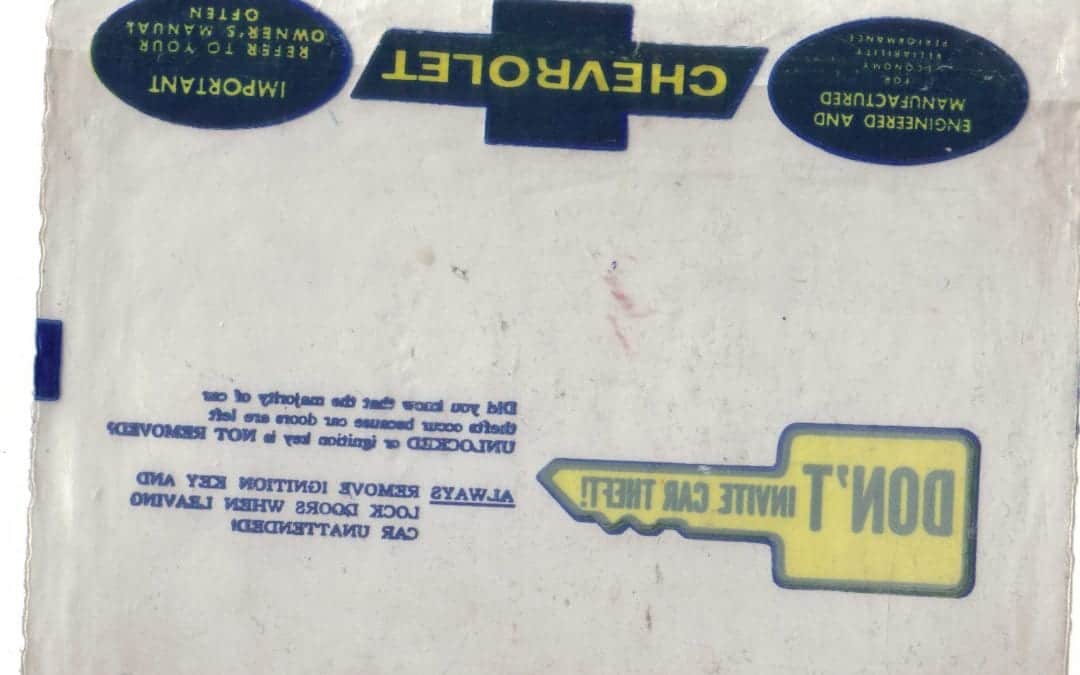 ENGINEERED AND
MANUFACTURED
FOR
ECONOMY
RELIABILITY
PERFORMANCE
CHEVROLET
IMPORTANT
REFER TO YOUR
OWNER'S MANUAL
OFTEN
DON'T INVITE CAR THEFT!
Did you know that the majority of car
thefts occur because car doors are left
UNLOCKED or ignition key is NOT REMOVED?
ALWAYS REMOVE IGNITION KEY AND
LOCK DOORS WHEN LEAVING
CAR UNATTENDED!